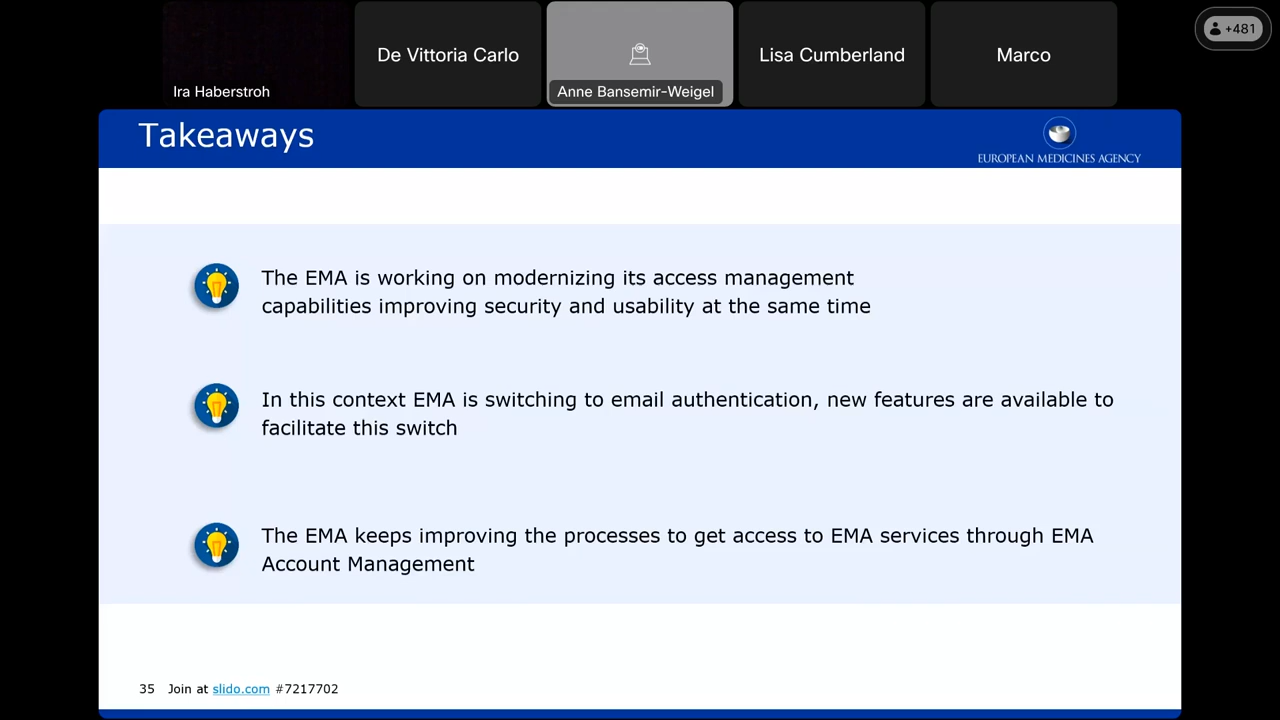 Ira Haberstroh
De Vittoria Carlo
Anne Bansemir-Weigel
Lisa Cumberland
Marco
+481
Takeaways
EUROPEAN MEDICINES AGENCY
The EMA is working on modernizing its access management
capabilities improving security and usability at the same time
In this context EMA is switching to email authentication, new features are available to
facilitate this switch
The EMA keeps improving the processes to get access to EMA services through EMA
Account Management
35 Join at slido.com #7217702